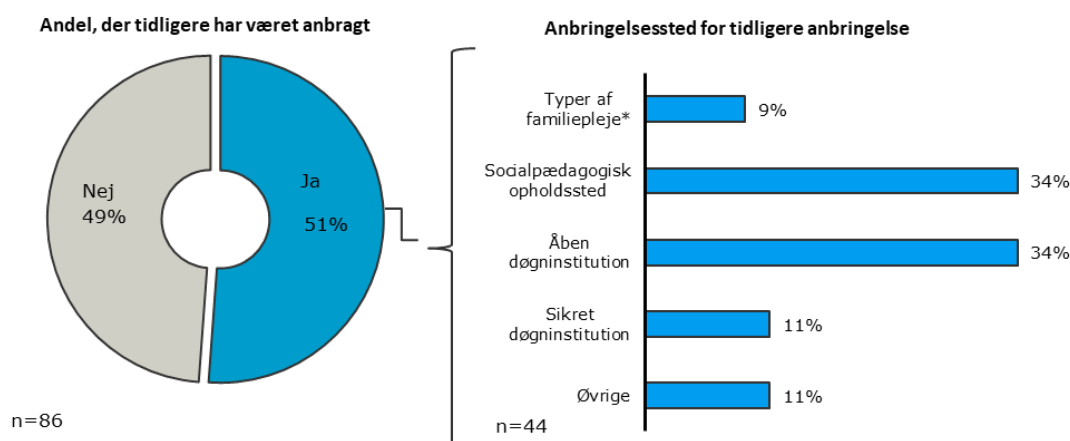 Andel, der tidligere har været anbragt
Nej
49%
Ja
51%
n=86
Anbringelsessted for tidligere anbringelse
Typer af
familiepleje*
9%
Socialpædagogisk
opholdssted
34%
Åben
døgninstitution
34%
Sikret
døgninstitution
11%
Øvrige
11%
n=44